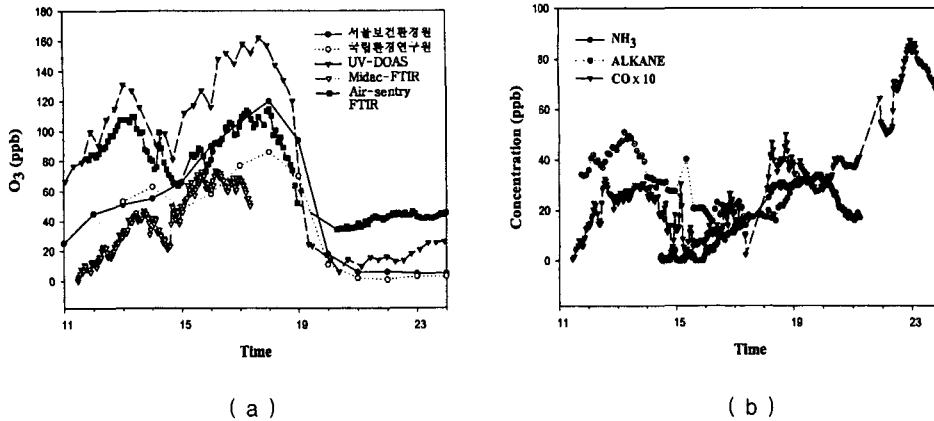 서울보건환경원
국립환경연구원
UV-DOAS
Midac-FTIR
Air-sentry
FTIR
O3 (ppb)
180
160
140
120
100
80
60
40
20
0
11
15
19
23
Time
( a )
NH3
ALKANE
CO x 10
Concentration (ppb)
100
80
60
40
20
0
11
15
19
23
Time
( b )